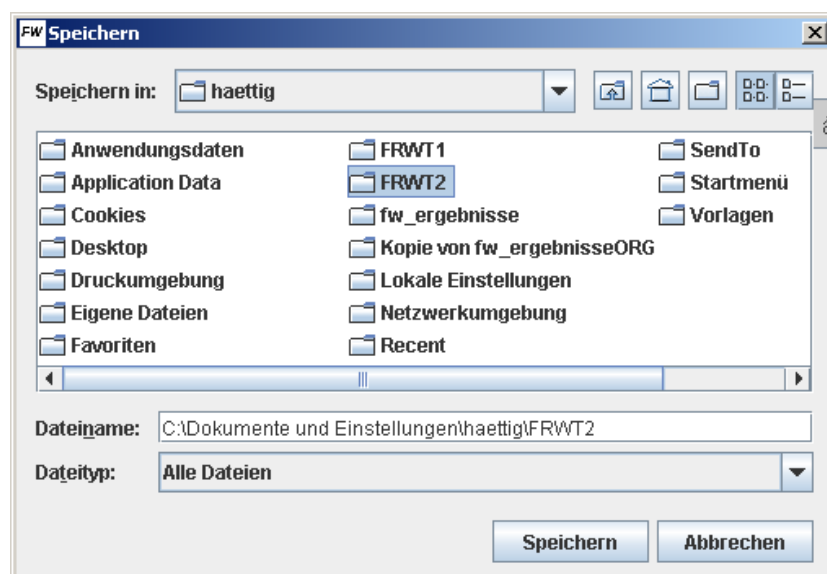 FW Speichern
Speichern in: haettig
Anwendungsdaten FRWT1 SendTo
Application Data FRWT2 Startmenü
Cookies fw_ergebnisse Vorlagen
Desktop Kopie von fw_ergebnisseORG
Druckumgebung Lokale Einstellungen
Eigene Dateien Netzwerkumgebung
Favoriten Recent
Dateiname: C:\Dokumente und Einstellungen\haettig\FRWT2
Dateityp: Alle Dateien
Speichern Abbrechen